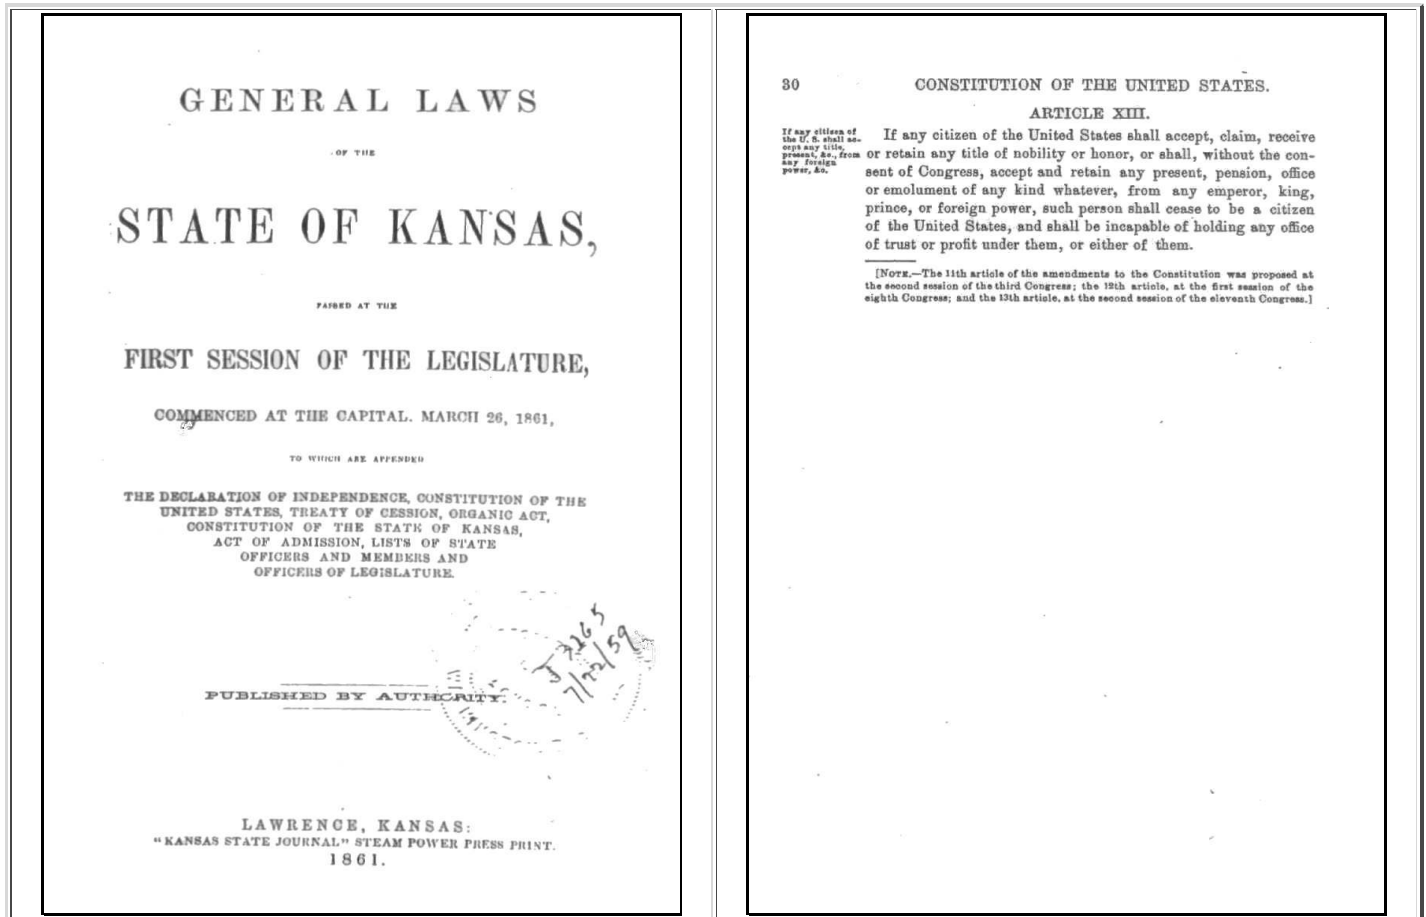 GENERAL LAWS
OF THE
STATE OF KANSAS,
PASSED AT THE
FIRST SESSION OF THE LEGISLATURE,
COMMENCED AT THE CAPITAL. MARCH 26, 1861,
TO WHICH ARE APPENDED
THE DECLARATION OF INDEPENDENCE, CONSTITUTION OF THE
UNITED STATES, TREATY OF CESSION, ORGANIC ACT,
CONSTITUTION OF THE STATE OF KANSAS,
ACT OF ADMISSION, LISTS OF STATE
OFFICERS AND MEMBERS AND
OFFICERS OF LEGISLATURE.
J 3265
7/22/59
PUBLISHED BY AUTHORITY.
LAWRENCE, KANSAS:
"KANSAS STATE JOURNAL" STEAM POWER PRESS PRINT.
1861.
30 CONSTITUTION OF THE UNITED STATES.
ARTICLE XIII.
If any citizen of
the U. S. shall ac-
cept any title,
present, &c., from
any foreign
power, &c.
If any citizen of the United States shall accept, claim, receive
or retain any title of nobility or honor, or shall, without the con-
sent of Congress, accept and retain any present, pension, office
or emolument of any kind whatever, from any emperor, king,
prince, or foreign power, such person shall cease to be a citizen
of the United States, and shall be incapable of holding any office
of trust or profit under them, or either of them.
[NOTE.—The 11th article of the amendments to the Constitution was proposed at
the second session of the third Congress; the 12th article, at the first session of the
eighth Congress; and the 13th article, at the second session of the eleventh Congress.]